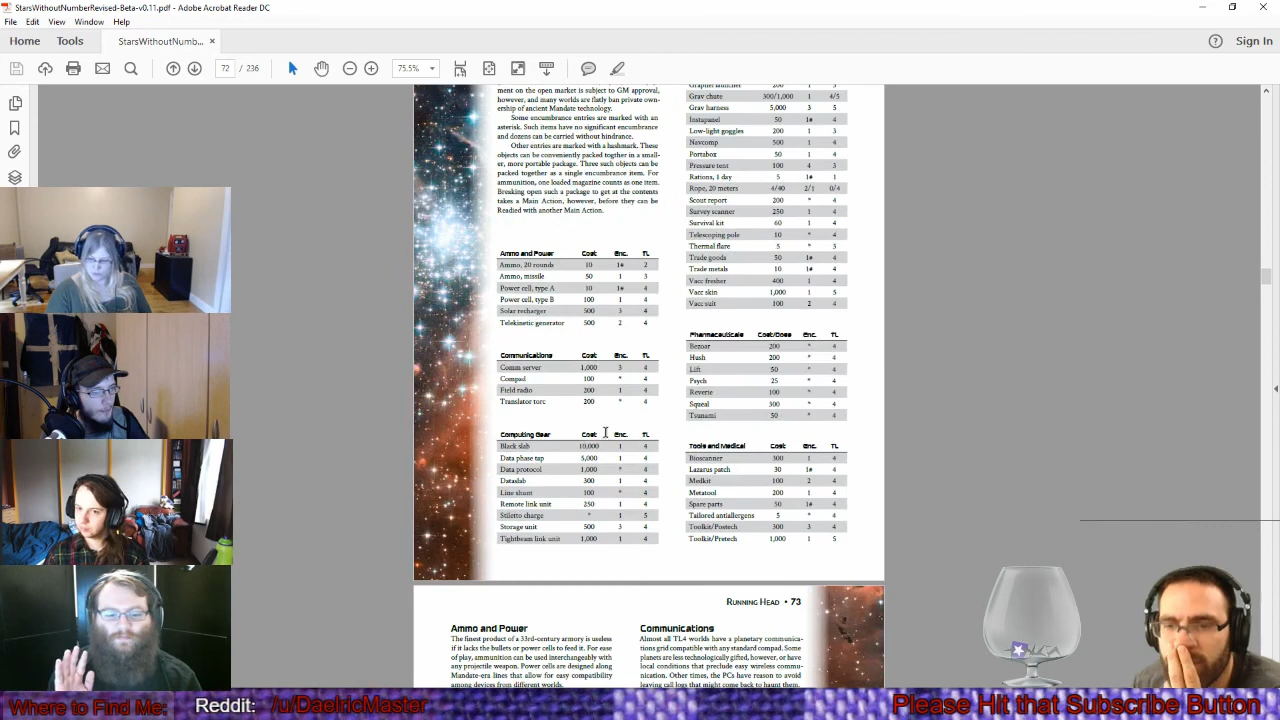 StarsWithoutNumberRevised-Beta-v0.11.pdf - Adobe Acrobat Reader DC
File Edit View Window Help
Home Tools StarsWithoutNumb... × Sign In
72 / 236 75.5%
ment on the open market is subject to GM approval,
however, and many worlds are flatly ban private own-
ership of ancient Mandate technology.
Some encumbrance entries are marked with an
asterisk. Such items have no significant encumbrance
and dozens can be carried without hindrance.
Other entries are marked with a hashmark. These
objects can be conveniently packed togther in a small-
er, more portable package. Three such objects can be
packed together as a single encumbrance item. For
ammunition, one loaded magazine counts as one item.
Breaking open such a package to get at the contents
takes a Main Action, however, before they can be
Readied with another Main Action.
Ammo and Power Cost Enc. TL
Ammo, 20 rounds 10 1# 2
Ammo, missile 50 1 3
Power cell, type A 10 1# 4
Power cell, type B 100 1 4
Solar recharger 500 3 4
Telekinetic generator 500 2 4
Communications Cost Enc. TL
Comm server 1,000 3 4
Compad 100 * 4
Field radio 200 1 4
Translator torc 200 * 4
Computing Gear Cost Enc. TL
Black slab 10,000 1 4
Data phase tap 5,000 1 4
Data protocol 1,000 * 4
Dataslab 300 1 4
Line shunt 100 * 4
Remote link unit 250 1 4
Stiletto charge * 1 5
Storage unit 500 3 4
Tightbeam link unit 1,000 1 4
Grapnel launcher 200 1 3
Grav chute 300/1,000 1 4/5
Grav harness 5,000 3 5
Instapanel 50 1# 4
Low-light goggles 200 1 3
Navcomp 500 1 4
Portabox 50 1 4
Pressure tent 100 4 3
Rations, 1 day 5 1# 1
Rope, 20 meters 4/40 2/1 0/4
Scout report 200 * 4
Survey scanner 250 1 4
Survival kit 60 1 4
Telescoping pole 10 * 4
Thermal flare 5 * 3
Trade goods 50 1# 4
Trade metals 10 1# 4
Vacc fresher 400 1 4
Vacc skin 1,000 1 5
Vacc suit 100 2 4
Pharmaceuticals Cost/Dose Enc. TL
Bezoar 200 * 4
Hush 200 * 4
Lift 50 * 4
Psych 25 * 4
Reverie 100 * 4
Squeal 300 * 4
Tsunami 50 * 4
Tools and Medical Cost Enc. TL
Bioscanner 300 1 4
Lazarus patch 30 1# 4
Medkit 100 2 4
Metatool 200 1 4
Spare parts 50 1# 4
Tailored antiallergens 5 * 4
Toolkit/Postech 300 3 4
Toolkit/Pretech 1,000 1 5
Running Head • 73
Ammo and Power
The finest product of a 33rd-century armory is useless
if it lacks the bullets or power cells to feed it. For ease
of play, ammunition can be used interchangeably with
any projectile weapon. Power cells are designed along
Mandate-era lines that allow for easy compatibility
among devices from different worlds.
Communications
Almost all TL4 worlds have a planetary communica-
tions grid compatible with any standard compad. Some
planets are less technologically gifted, however, or have
local conditions that preclude easy wireless commu-
nication. Other times, the PCs have reason to avoid
leaving call logs that might come back to haunt them.
Where to Find Me: Reddit: /u/DaelricMaster Please Hit that Subscribe Button